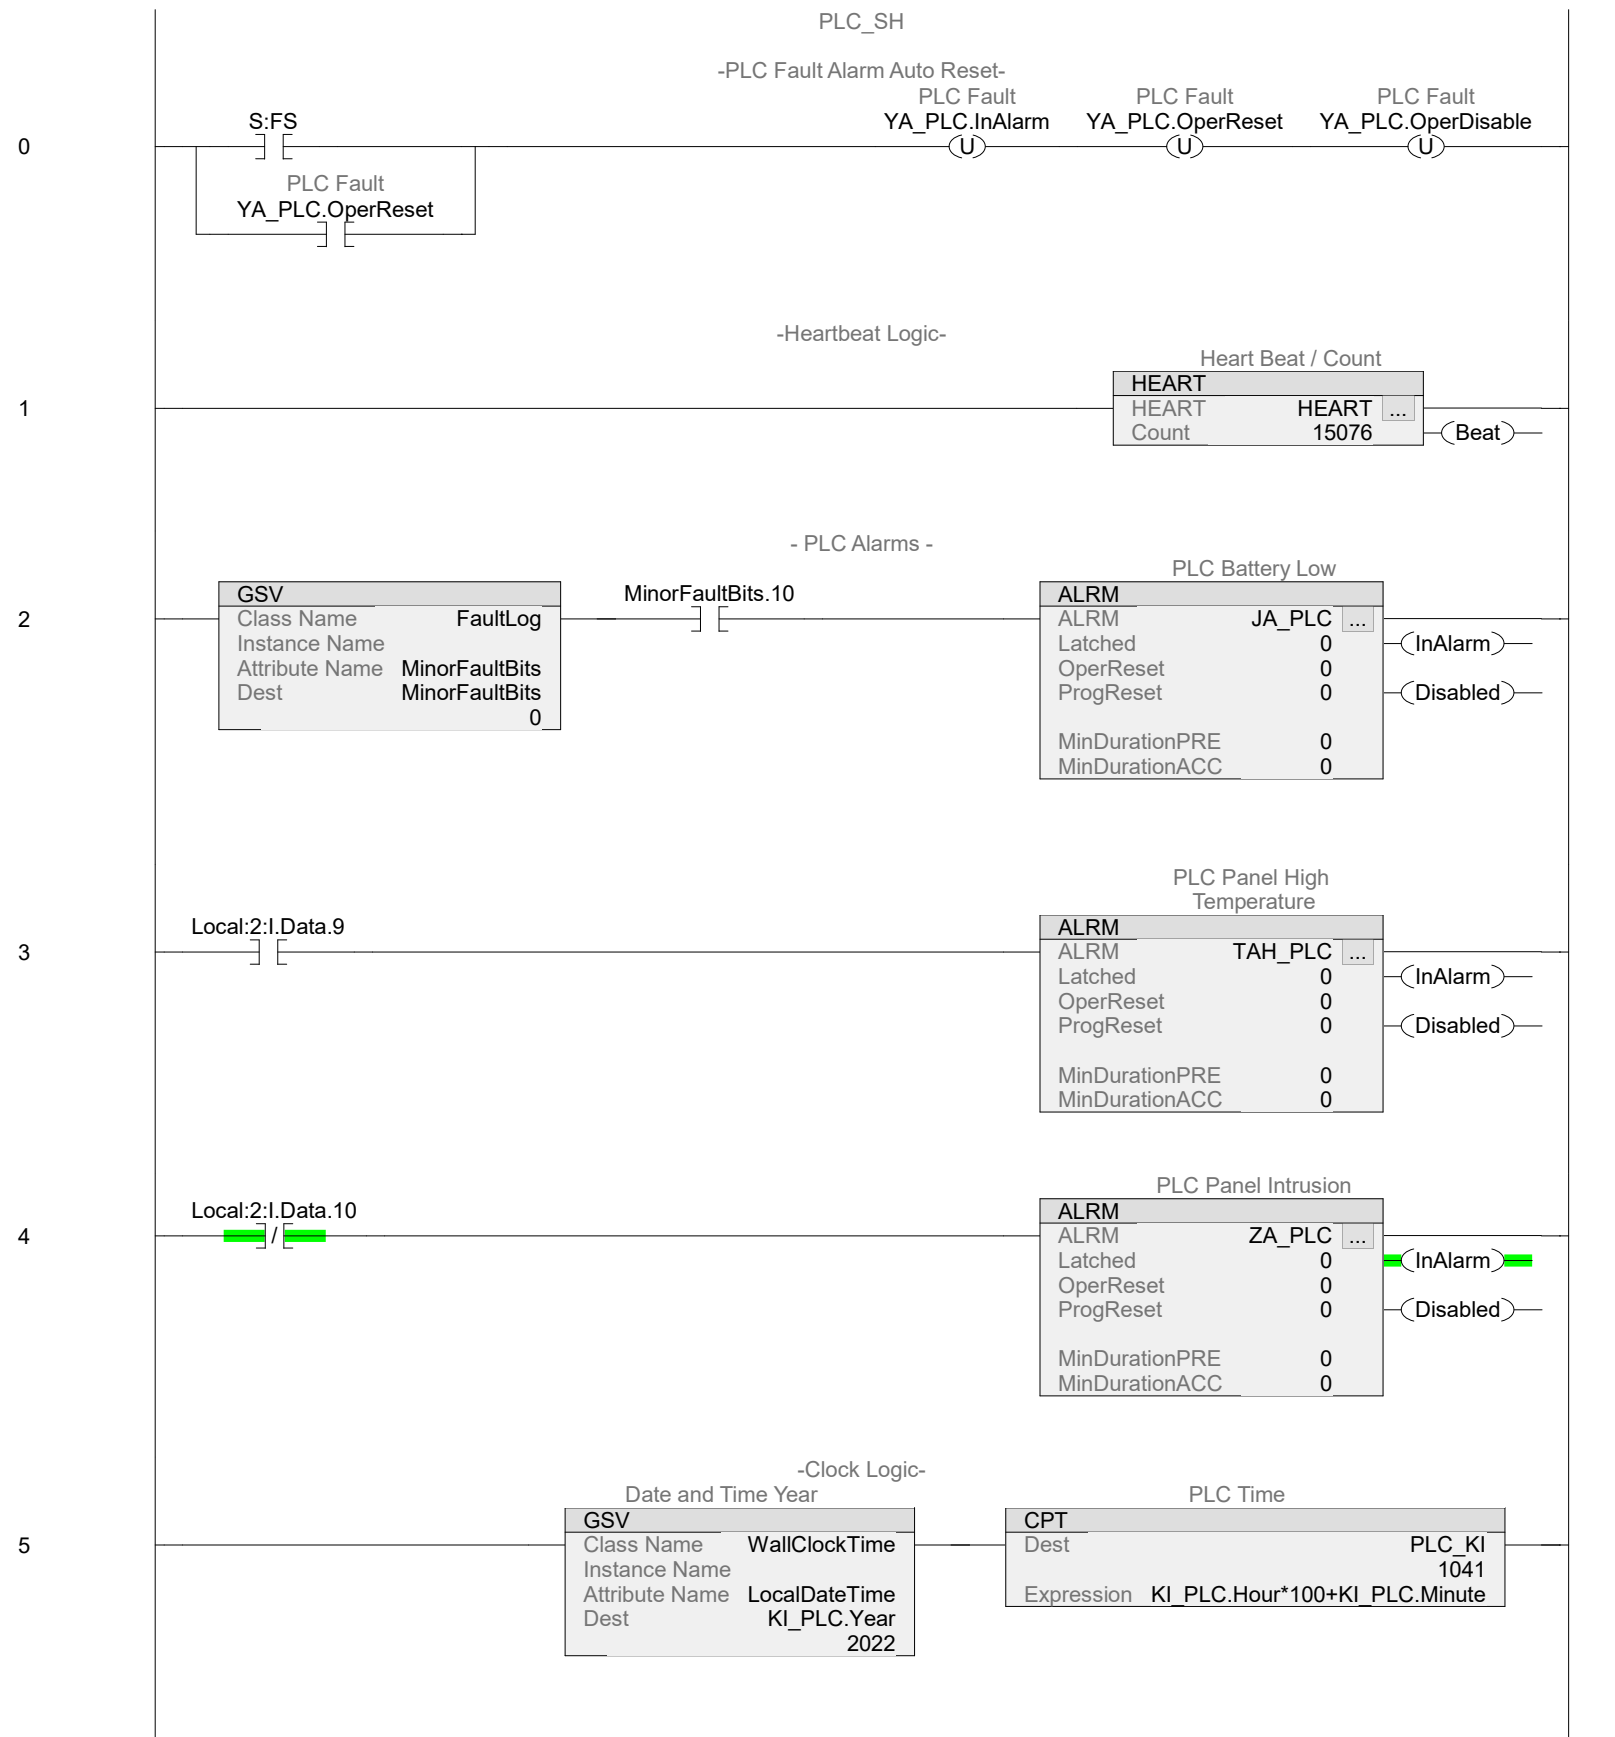 PLC_SH
-PLC Fault Alarm Auto Reset-
PLC Fault PLC Fault PLC Fault
S:FS YA_PLC.InAlarm YA_PLC.OperReset YA_PLC.OperDisable
0 U U U
PLC Fault
YA_PLC.OperReset
-Heartbeat Logic-
Heart Beat / Count
HEART
1 HEART HEART ...
Count 15076 Beat
- PLC Alarms -
PLC Battery Low
GSV MinorFaultBits.10 ALRM
2 Class Name FaultLog ALRM JA_PLC ...
Instance Name Latched 0 InAlarm
Attribute Name MinorFaultBits OperReset 0
Dest MinorFaultBits ProgReset 0 Disabled
0
MinDurationPRE 0
MinDurationACC 0
PLC Panel High
Temperature
Local:2:I.Data.9 ALRM
3 ALRM TAH_PLC ...
Latched 0 InAlarm
OperReset 0
ProgReset 0 Disabled
MinDurationPRE 0
MinDurationACC 0
PLC Panel Intrusion
Local:2:I.Data.10 ALRM
4 / ALRM ZA_PLC ...
Latched 0 InAlarm
OperReset 0
ProgReset 0 Disabled
MinDurationPRE 0
MinDurationACC 0
-Clock Logic-
Date and Time Year PLC Time
GSV CPT
5 Class Name WallClockTime Dest PLC_KI
Instance Name 1041
Attribute Name LocalDateTime Expression KI_PLC.Hour*100+KI_PLC.Minute
Dest KI_PLC.Year
2022